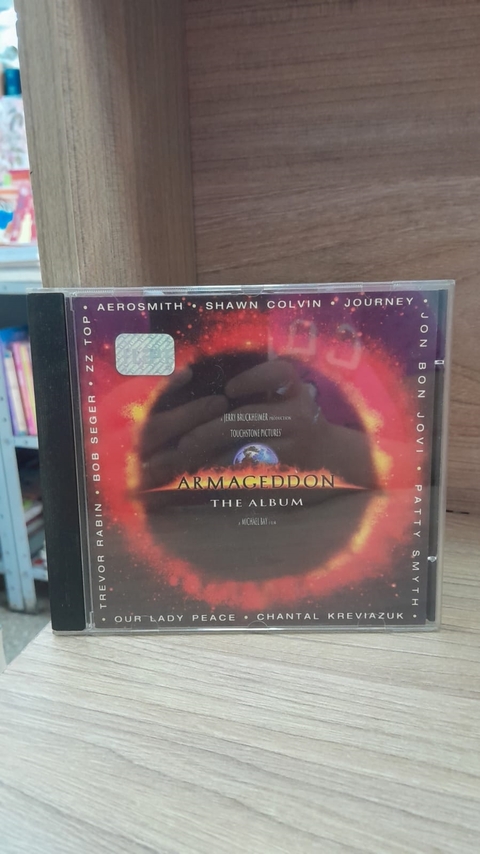 • AEROSMITH • SHAWN COLVIN • JOURNEY •
JON BON JOVI • PATTY SMYTH
• OUR LADY PEACE • CHANTAL KREVIAZUK •
TREVOR RABIN • BOB SEGER • ZZ TOP
A JERRY BRUCKHEIMER PRODUCTION
TOUCHSTONE PICTURES
ARMAGEDDON
THE ALBUM
A MICHAEL BAY FILM